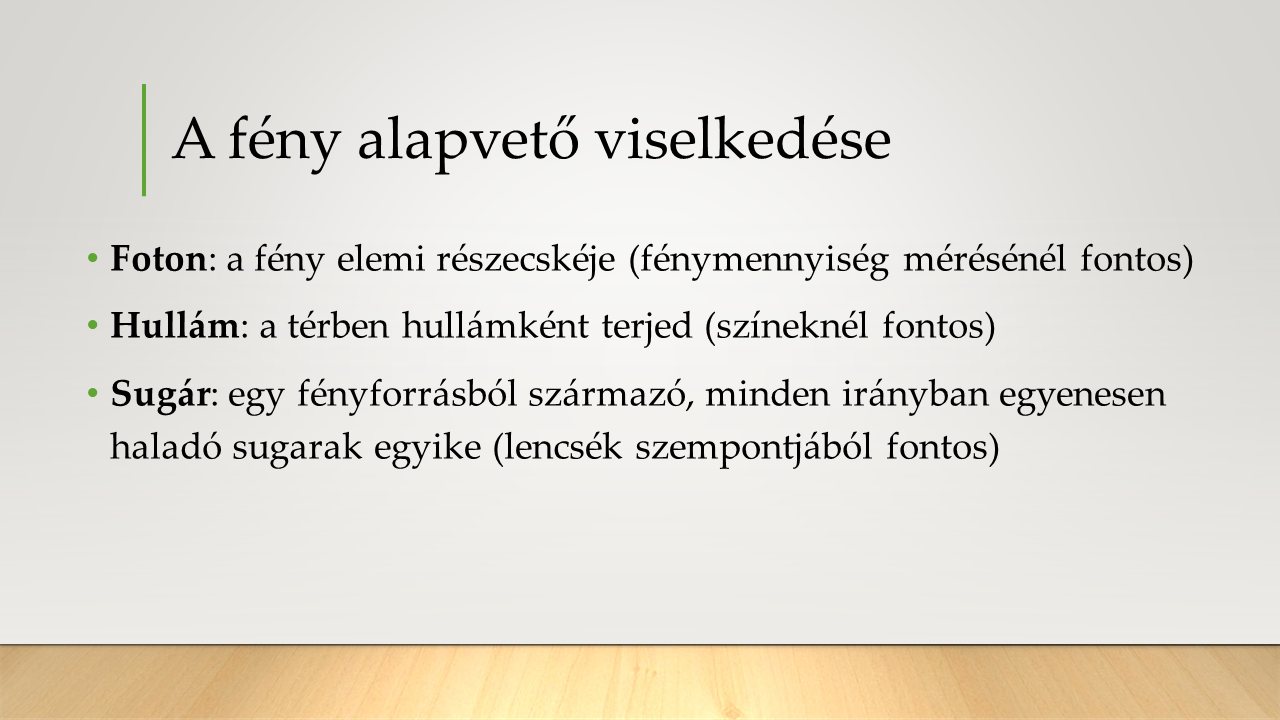 A fény alapvető viselkedése
• Foton: a fény elemi részecskéje (fénymennyiség mérésénél fontos)
• Hullám: a térben hullámként terjed (színeknél fontos)
• Sugár: egy fényforrásból származó, minden irányban egyenesen
haladó sugarak egyike (lencsék szempontjából fontos)